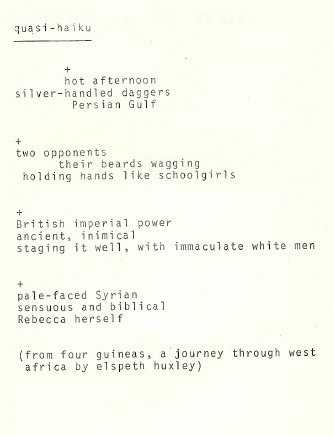 quasi-haiku
+
hot afternoon
silver-handled daggers
Persian Gulf
+
two opponents
their beards wagging
holding hands like schoolgirls
+
British imperial power
ancient, inimical
staging it well, with immaculate white men
+
pale-faced Syrian
sensuous and biblical
Rebecca herself
(from four guineas, a journey through west
africa by elspeth huxley)